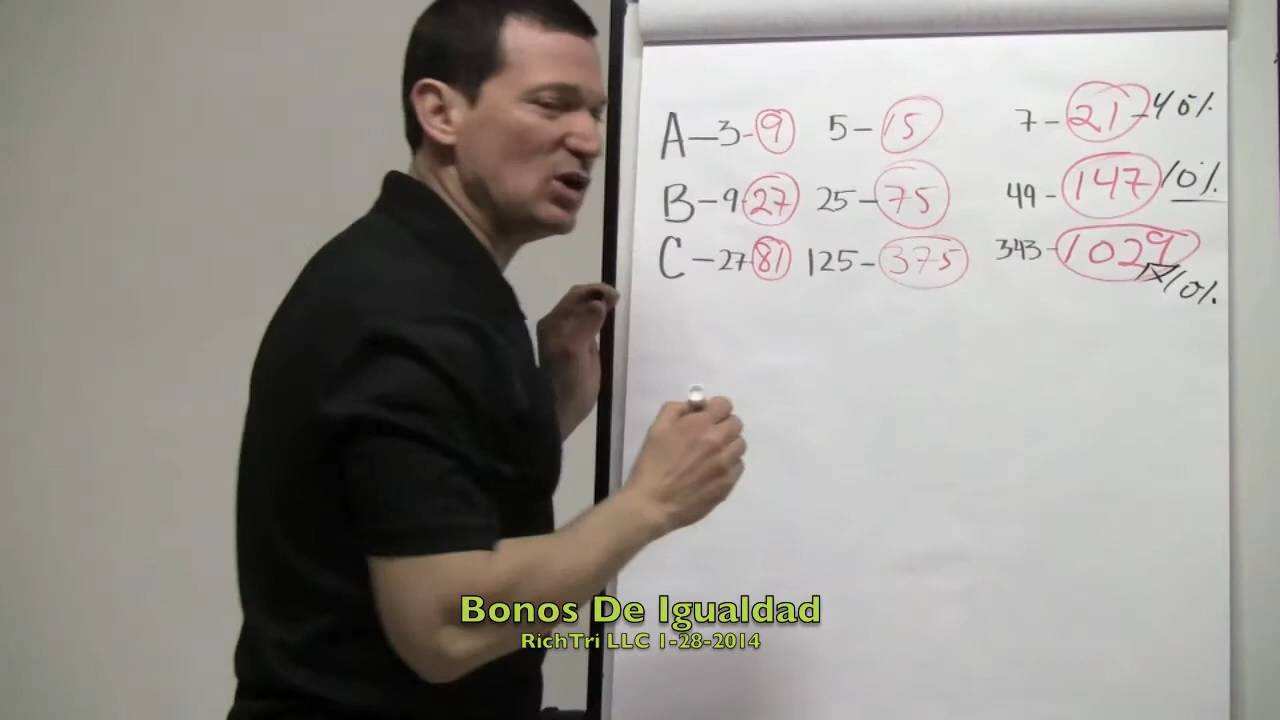 A–3-9 5–15 7-21-40%
B–9-27 25–75 49-147 10%
C–27-81 125–375 343-1029 10%
Bonos De Igualdad
RichTri LLC 1-28-2014